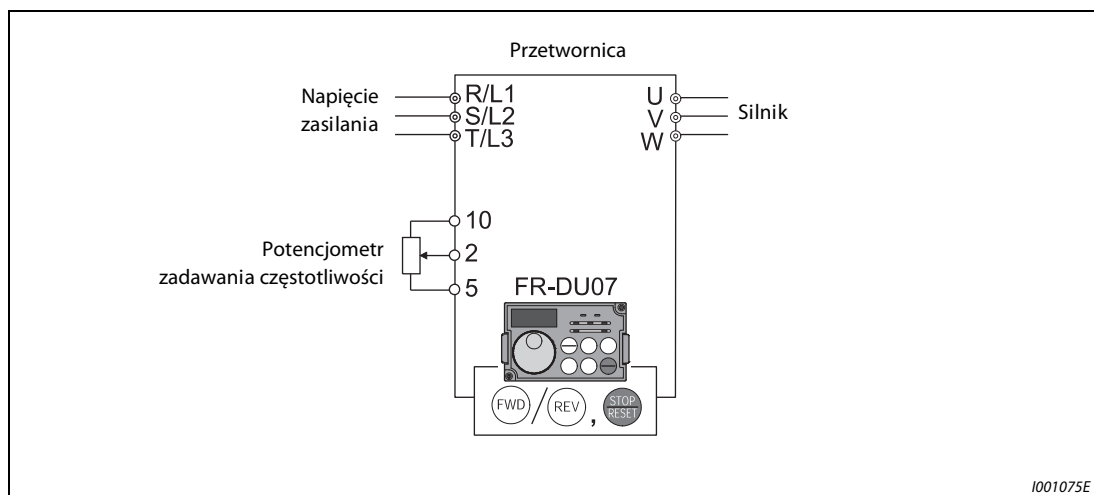 Przetwornica
Napięcie
zasilania
R/L1
S/L2
T/L3
U
V
W
Silnik
Potencjometr
zadawania częstotliwości
10
2
5
FR-DU07
FWD / REV , STOP
RESET
I001075E